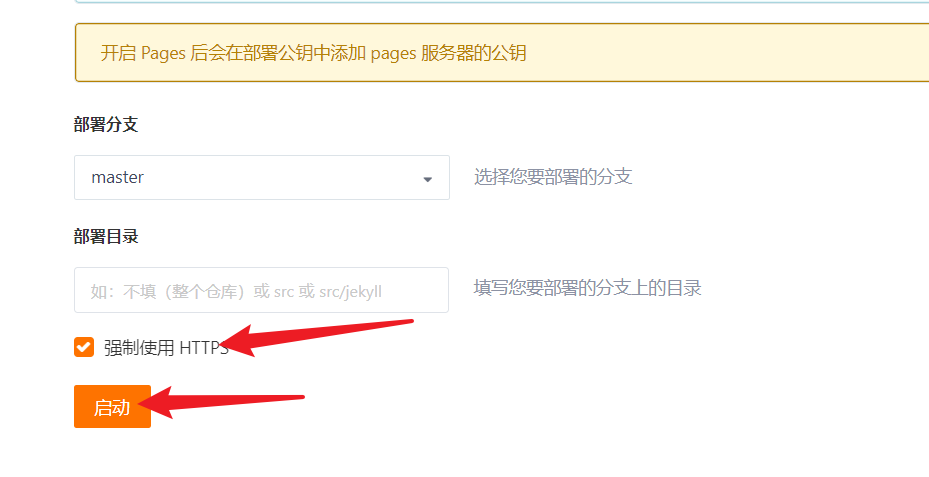 开启 Pages 后会在部署公钥中添加 pages 服务器的公钥
部署分支
master
选择您要部署的分支
部署目录
如：不填（整个仓库）或 src 或 src/jekyll
填写您要部署的分支上的目录
强制使用 HTTPS
启动